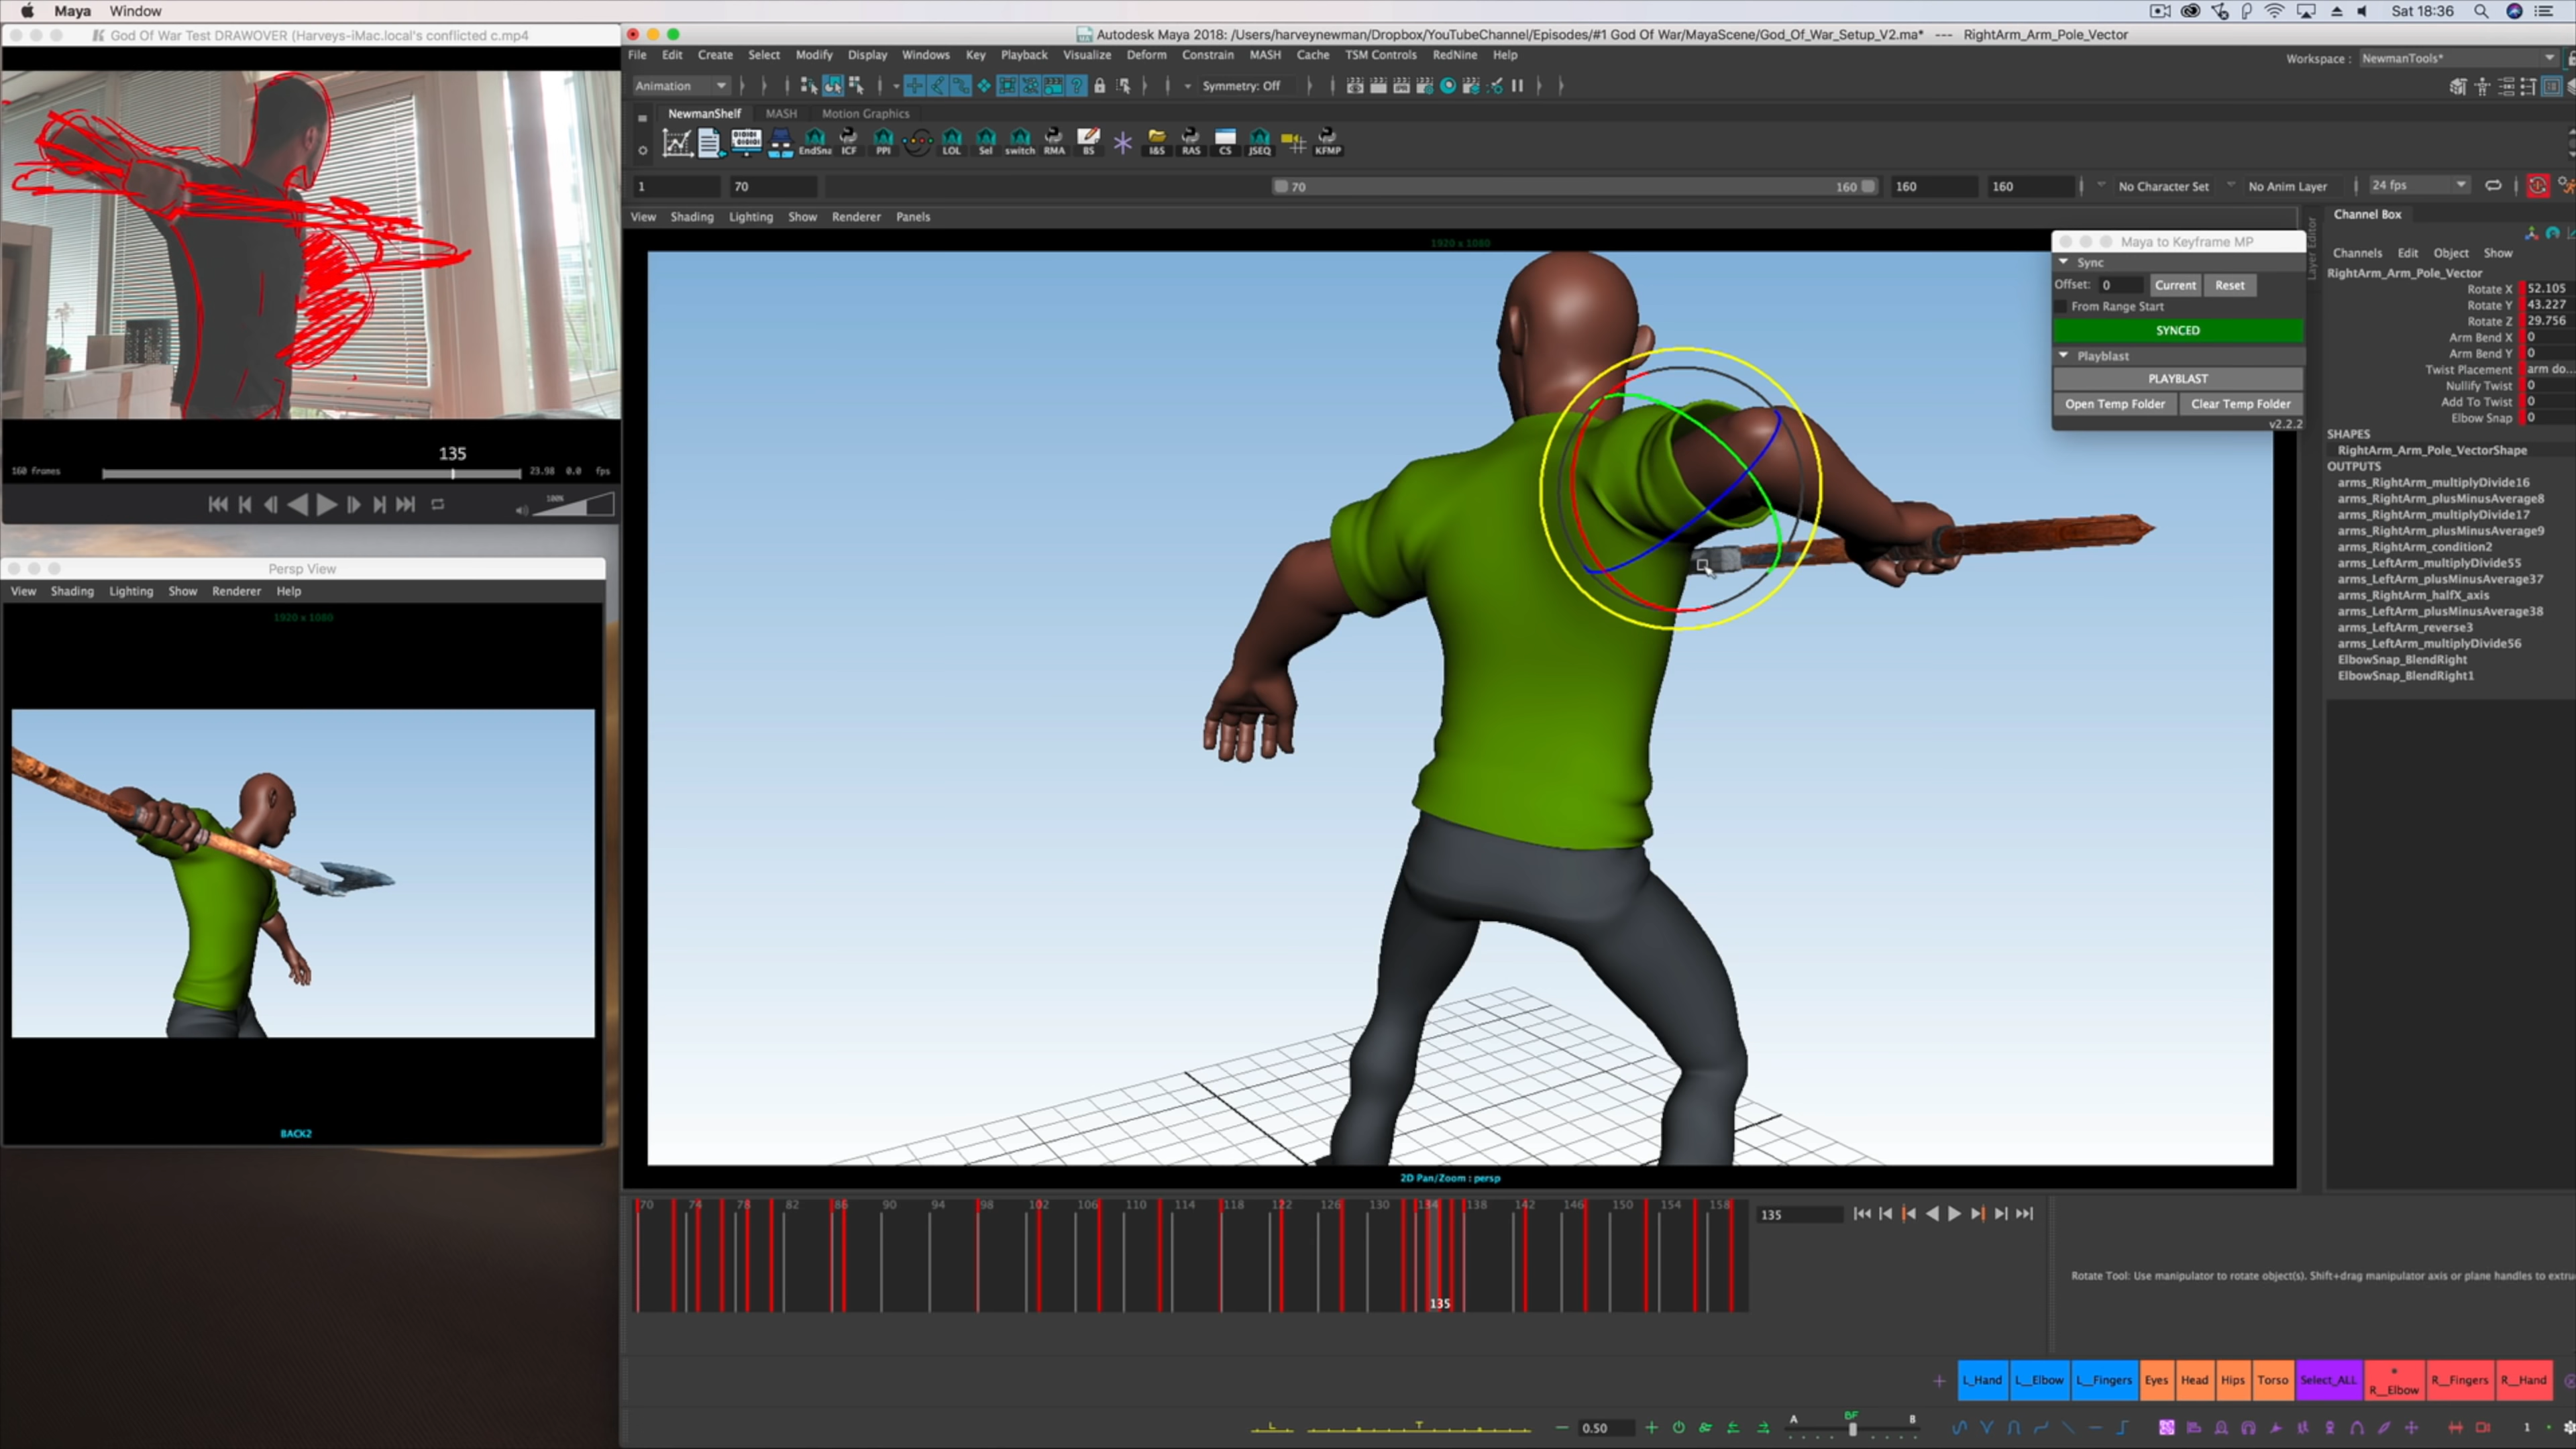 Maya Window
Sat 18:36
God Of War Test DRAWOVER (Harveys-iMac.local's conflicted c.mp4
135
160 frames
23.98 0.0 fps
100%
Persp View
View Shading Lighting Show Renderer Help
1920 x 1080
BACK2
Autodesk Maya 2018: /Users/harveynewman/Dropbox/YouTubeChannel/Episodes/#1 God Of War/MayaScene/God_Of_War_Setup_V2.ma* --- RightArm_Arm_Pole_Vector
File Edit Create Select Modify Display Windows Key Playback Visualize Deform Constrain MASH Cache TSM Controls RedNine Help
Workspace : NewmanTools*
Animation
Symmetry: Off
NewmanShelf MASH Motion Graphics
EndSna ICF PPI LOL Sel switch RMA BS I&S RAS CS JSEQ KFMP
1 70 70 160 160 160 No Character Set No Anim Layer 24 fps
View Shading Lighting Show Renderer Panels
1920 x 1080
2D Pan/Zoom : persp
Maya to Keyframe MP
Sync
Offset: 0 Current Reset
From Range Start
SYNCED
Playblast
PLAYBLAST
Open Temp Folder Clear Temp Folder
v2.2.2
Layer Editor
Channel Box
Channels Edit Object Show
RightArm_Arm_Pole_Vector
Rotate X 52.105
Rotate Y 43.227
Rotate Z 29.756
Arm Bend X 0
Arm Bend Y 0
Twist Placement arm do...
Nullify Twist 0
Add To Twist 0
Elbow Snap 0
SHAPES
RightArm_Arm_Pole_VectorShape
OUTPUTS
arms_RightArm_multiplyDivide16
arms_RightArm_plusMinusAverage8
arms_RightArm_multiplyDivide17
arms_RightArm_plusMinusAverage9
arms_RightArm_condition2
arms_LeftArm_multiplyDivide55
arms_LeftArm_plusMinusAverage37
arms_RightArm_halfX_axis
arms_LeftArm_plusMinusAverage38
arms_LeftArm_reverse3
arms_LeftArm_multiplyDivide56
ElbowSnap_BlendRight
ElbowSnap_BlendRight1
70 74 78 82 86 90 94 98 102 106 110 114 118 122 126 130 134 138 142 146 150 154 158
135
135
Rotate Tool: Use manipulator to rotate object(s). Shift+drag manipulator axis or plane handles to extru
L_Hand L__Elbow L__Fingers Eyes Head Hips Torso Select_ALL * R__Elbow R__Fingers R__Hand
L T 0.50 A BF B 1